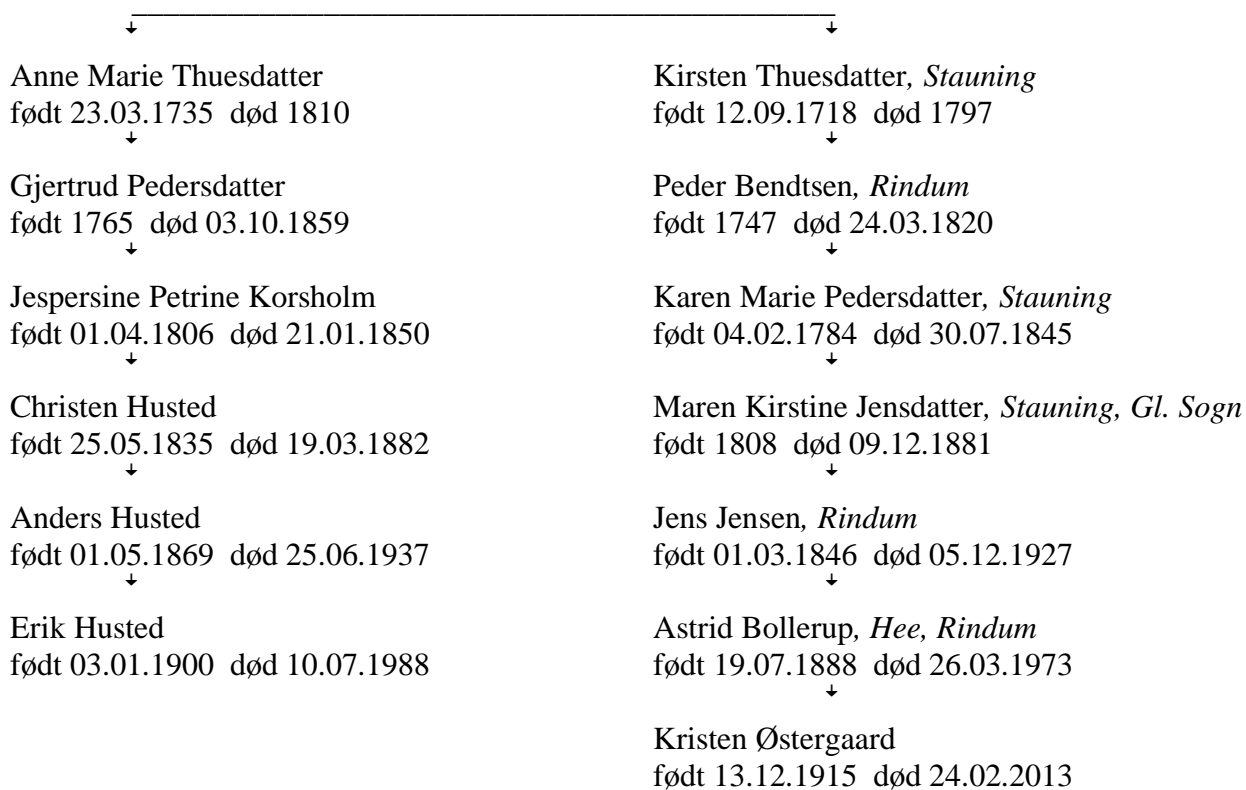 Anne Marie Thuesdatter
født 23.03.1735 død 1810
Gjertrud Pedersdatter
født 1765 død 03.10.1859
Jespersine Petrine Korsholm
født 01.04.1806 død 21.01.1850
Christen Husted
født 25.05.1835 død 19.03.1882
Anders Husted
født 01.05.1869 død 25.06.1937
Erik Husted
født 03.01.1900 død 10.07.1988
Kirsten Thuesdatter, Stauning
født 12.09.1718 død 1797
Peder Bendtsen, Rindum
født 1747 død 24.03.1820
Karen Marie Pedersdatter, Stauning
født 04.02.1784 død 30.07.1845
Maren Kirstine Jensdatter, Stauning, Gl. Sogn
født 1808 død 09.12.1881
Jens Jensen, Rindum
født 01.03.1846 død 05.12.1927
Astrid Bollerup, Hee, Rindum
født 19.07.1888 død 26.03.1973
Kristen Østergaard
født 13.12.1915 død 24.02.2013